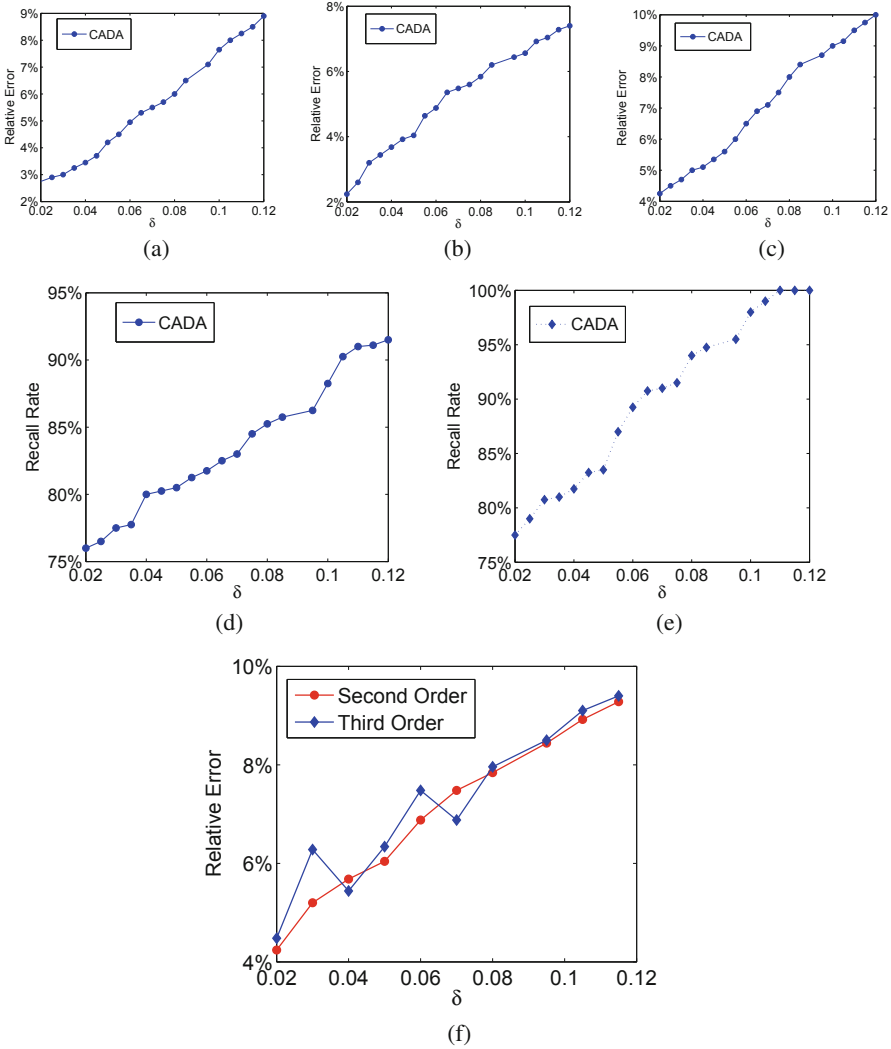 9%
8%
7%
6%
5%
4%
3%
2%
Relative Error
CADA
0.02 0.04 0.06 0.08 0.1 0.12
δ
(a)
8%
6%
4%
2%
Relative Error
CADA
0.02 0.04 0.06 0.08 0.1 0.12
δ
(b)
10%
9%
8%
7%
6%
5%
4%
Relative Error
CADA
0.02 0.04 0.06 0.08 0.1 0.12
δ
(c)
95%
90%
85%
80%
75%
Recall Rate
CADA
0.02 0.04 0.06 0.08 0.1 0.12
δ
(d)
100%
95%
90%
85%
80%
75%
Recall Rate
CADA
0.02 0.04 0.06 0.08 0.1 0.12
δ
(e)
10%
8%
6%
4%
Relative Error
Second Order
Third Order
0.02 0.04 0.06 0.08 0.1 0.12
δ
(f)